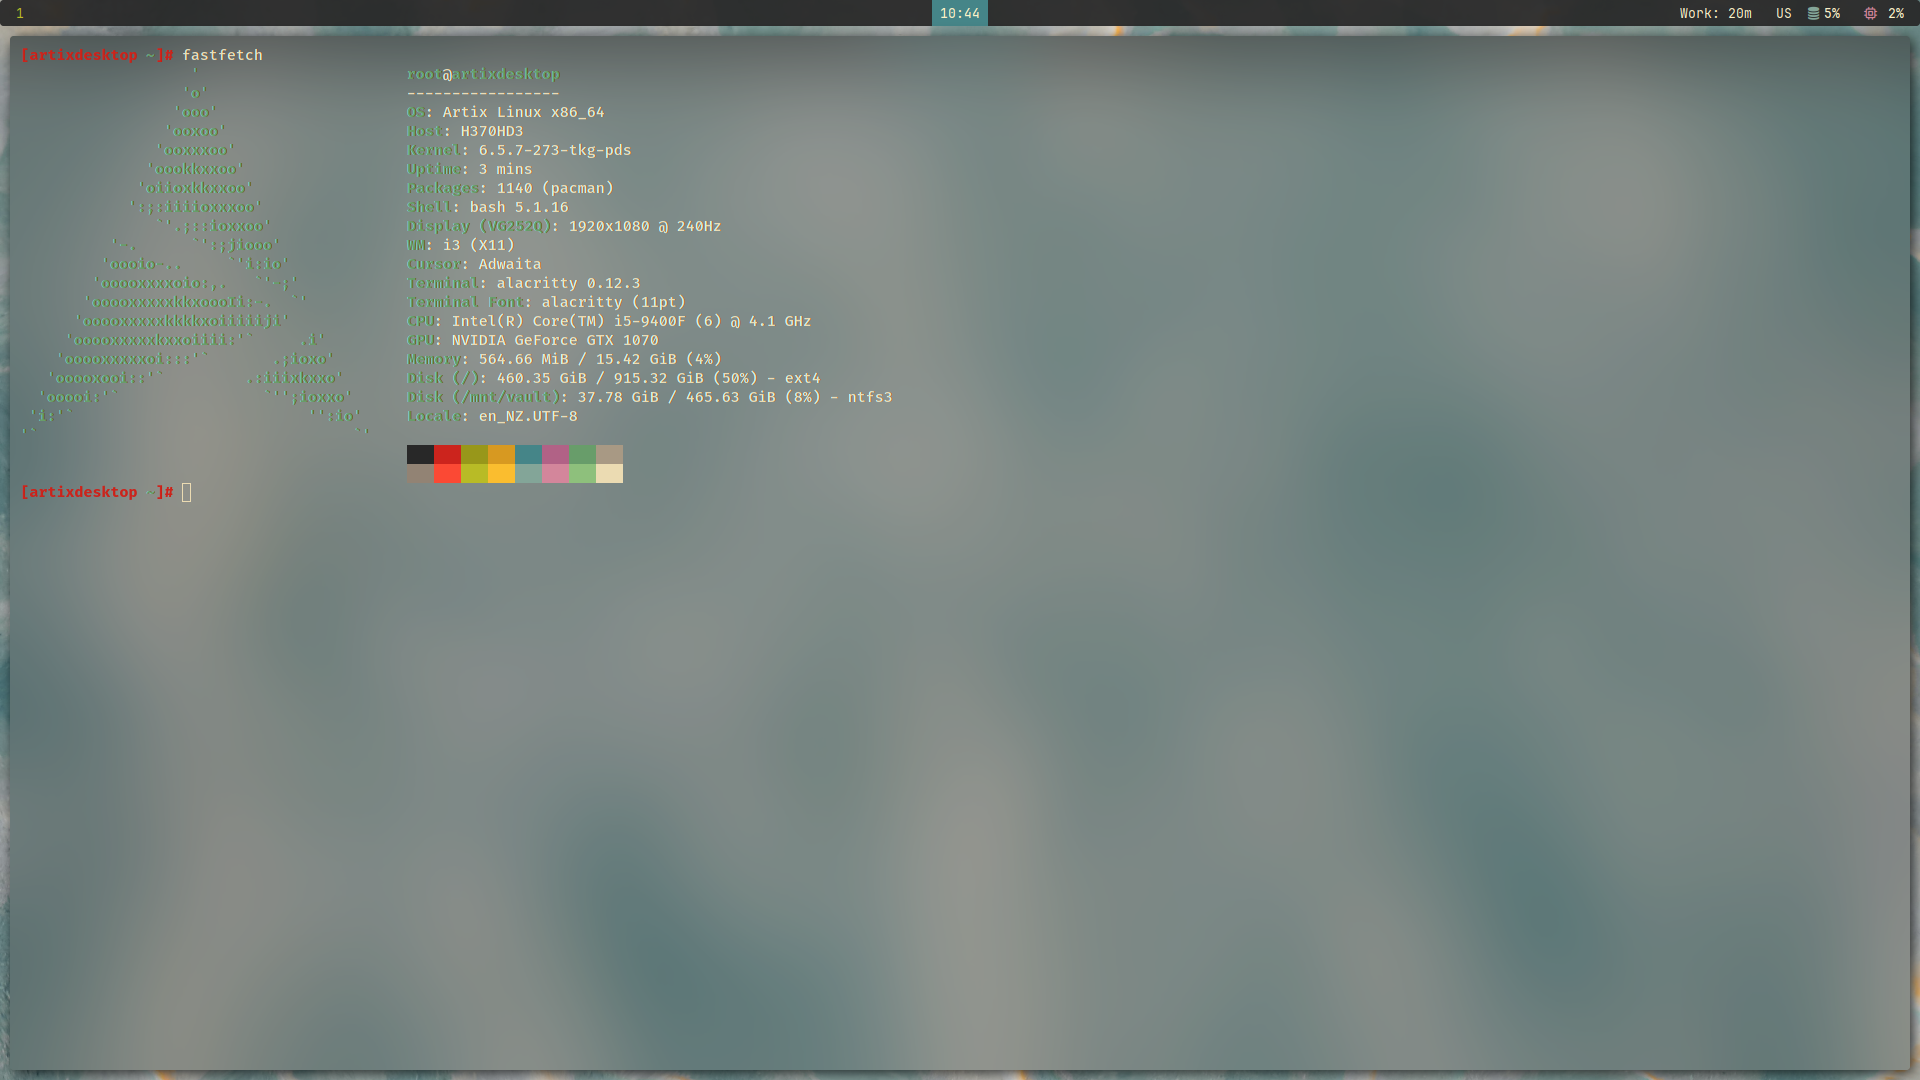 1
10:44
Work: 20m US 5% 2%
[artixdesktop ~]# fastfetch
root@artixdesktop
-----------------
OS: Artix Linux x86_64
Host: H370HD3
Kernel: 6.5.7-273-tkg-pds
Uptime: 3 mins
Packages: 1140 (pacman)
Shell: bash 5.1.16
Display (VG252Q): 1920x1080 @ 240Hz
WM: i3 (X11)
Cursor: Adwaita
Terminal: alacritty 0.12.3
Terminal Font: alacritty (11pt)
CPU: Intel(R) Core(TM) i5-9400F (6) @ 4.1 GHz
GPU: NVIDIA GeForce GTX 1070
Memory: 564.66 MiB / 15.42 GiB (4%)
Disk (/): 460.35 GiB / 915.32 GiB (50%) - ext4
Disk (/mnt/vault): 37.78 GiB / 465.63 GiB (8%) - ntfs3
Locale: en_NZ.UTF-8
[artixdesktop ~]#